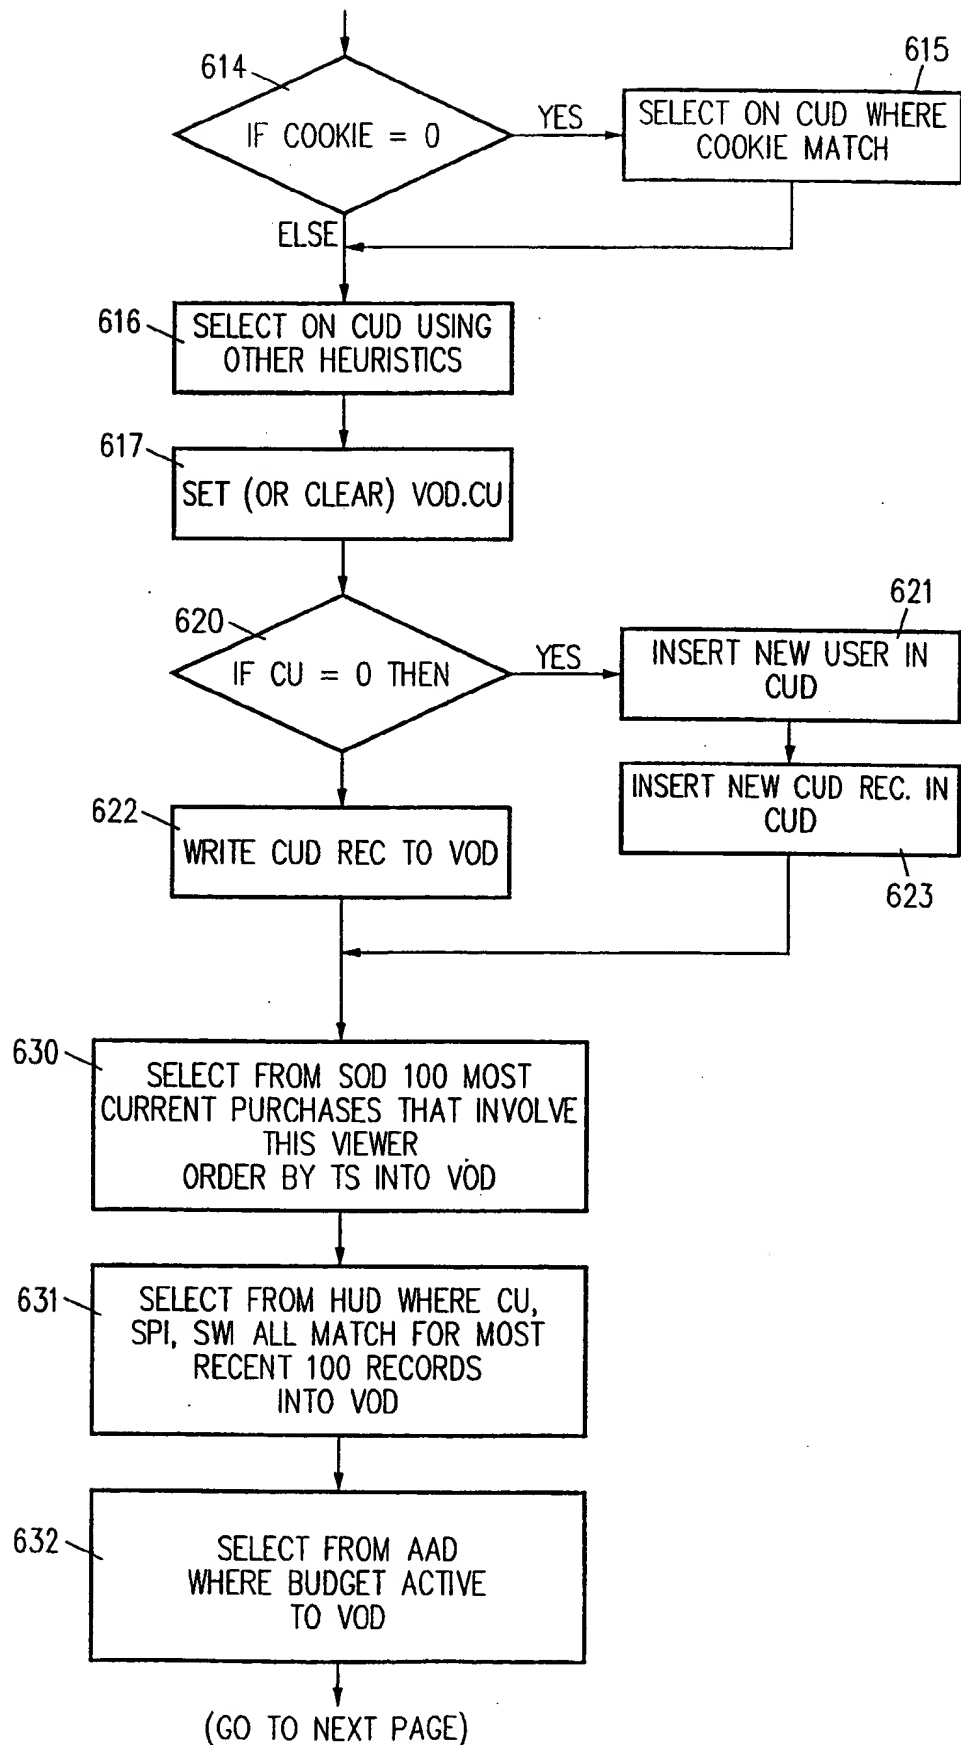 614
IF COOKIE = 0
YES
615
SELECT ON CUD WHERE
COOKIE MATCH
ELSE
616
SELECT ON CUD USING
OTHER HEURISTICS
617
SET (OR CLEAR) VOD.CU
620
IF CU = 0 THEN
YES
621
INSERT NEW USER IN
CUD
INSERT NEW CUD REC. IN
CUD
623
622
WRITE CUD REC TO VOD
630
SELECT FROM SOD 100 MOST
CURRENT PURCHASES THAT INVOLVE
THIS VIEWER
ORDER BY TS INTO VOD
631
SELECT FROM HUD WHERE CU,
SPI, SWI ALL MATCH FOR MOST
RECENT 100 RECORDS
INTO VOD
632
SELECT FROM AAD
WHERE BUDGET ACTIVE
TO VOD
(GO TO NEXT PAGE)